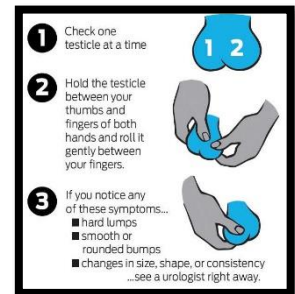 1 Check one
testicle at a time
1 2
2 Hold the testicle
between your
thumbs and
fingers of both
hands and roll it
gently between
your fingers.
3 If you notice any
of these symptoms...
■ hard lumps
■ smooth or
rounded bumps
■ changes in size, shape, or consistency
...see a urologist right away.